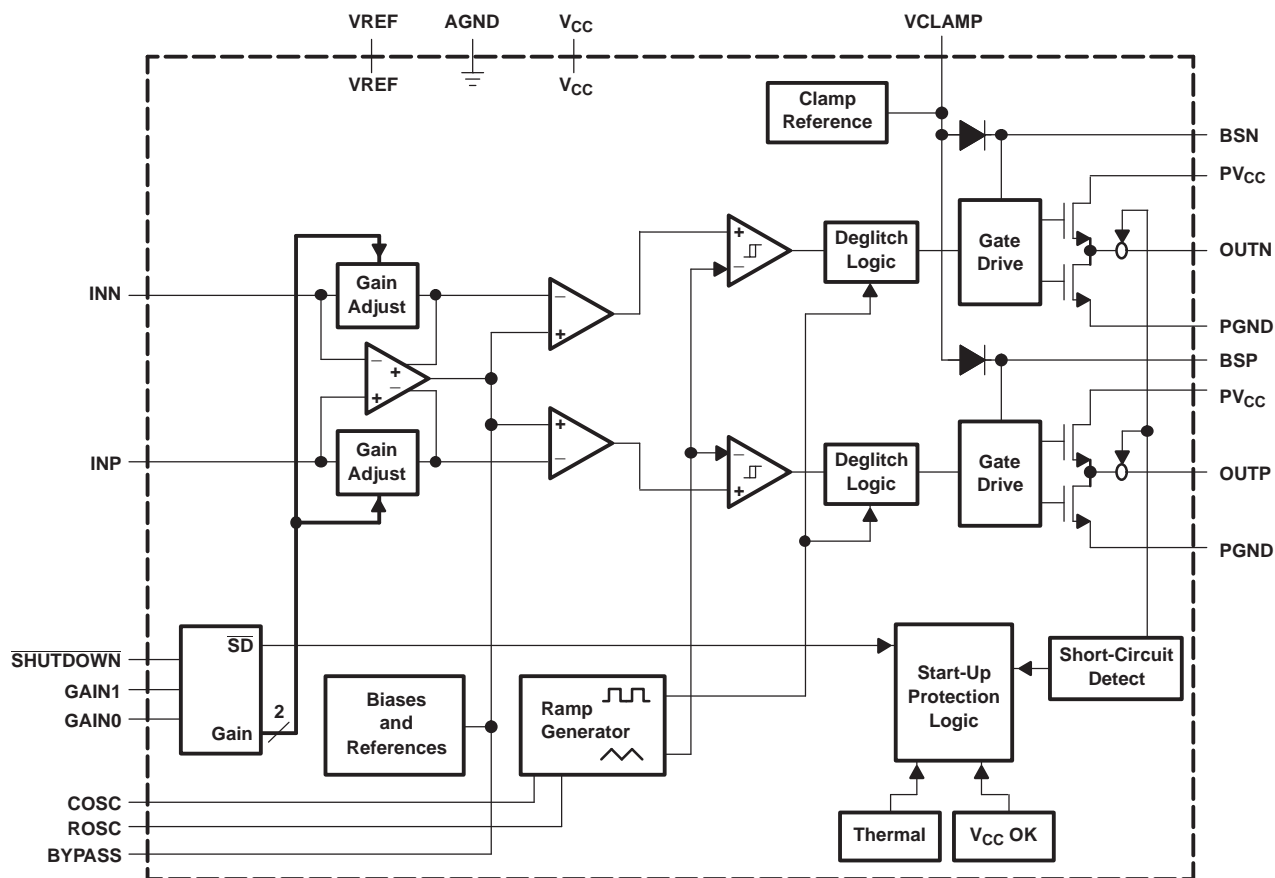 VREF
AGND
VCC
VCLAMP
VREF
VCC
Clamp
Reference
BSN
PVCC
+
−
Deglitch
Logic
Gate
Drive
OUTN
INN
Gain
Adjust
−
+
PGND
BSP
−
+
−
+
PVCC
INP
Gain
Adjust
+
−
−
+
Deglitch
Logic
Gate
Drive
OUTP
PGND
SHUTDOWN
GAIN1
GAIN0
SD
Gain
2
Biases
and
References
Ramp
Generator
Start-Up
Protection
Logic
Short-Circuit
Detect
COSC
ROSC
BYPASS
Thermal
VCC OK